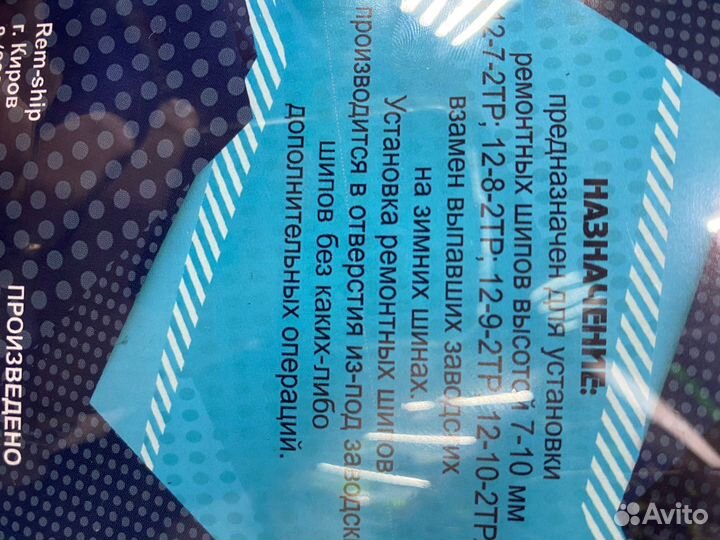 НАЗНАЧЕНИЕ:
предназначен для установки
ремонтных шипов высотой 7-10 мм
12-7-2ТР; 12-8-2ТР; 12-9-2ТР; 12-10-2ТР
взамен выпавших заводских
на зимних шинах.
Установка ремонтных шипов
производится в отверстия из-под заводск
шипов без каких-либо
дополнительных операций.
ПРОИЗВЕДЕНО
Rem-ship
г. Киров
Avito